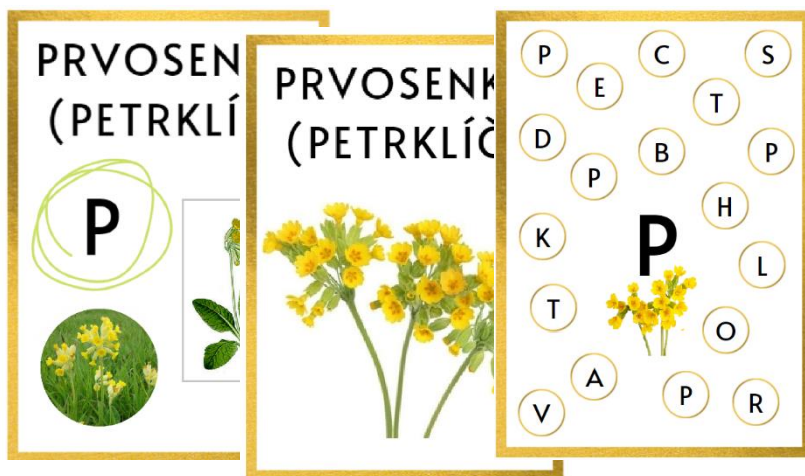 PRVOSEN
(PETRKLÍ
P
PRVOSENK
(PETRKLÍČ
P C S
E T
D B P
P
H
K P
L
T
O
A
P R
V